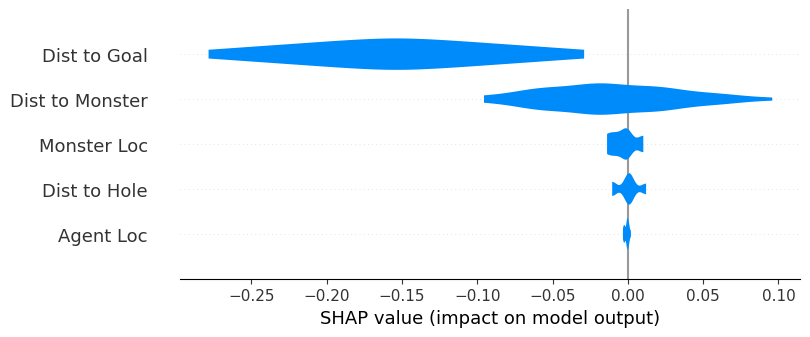 Dist to Goal
Dist to Monster
Monster Loc
Dist to Hole
Agent Loc
−0.25 −0.20 −0.15 −0.10 −0.05 0.00 0.05 0.10
SHAP value (impact on model output)